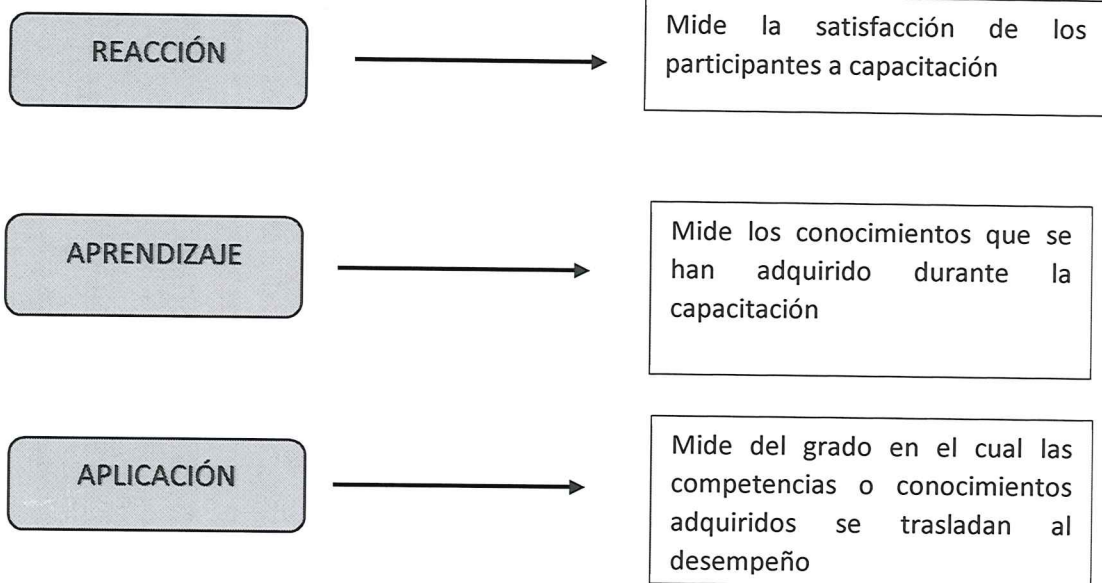 REACCIÓN
Mide la satisfacción de los
participantes a capacitación
APRENDIZAJE
Mide los conocimientos que se
han adquirido durante la
capacitación
APLICACIÓN
Mide del grado en el cual las
competencias o conocimientos
adquiridos se trasladan al
desempeño